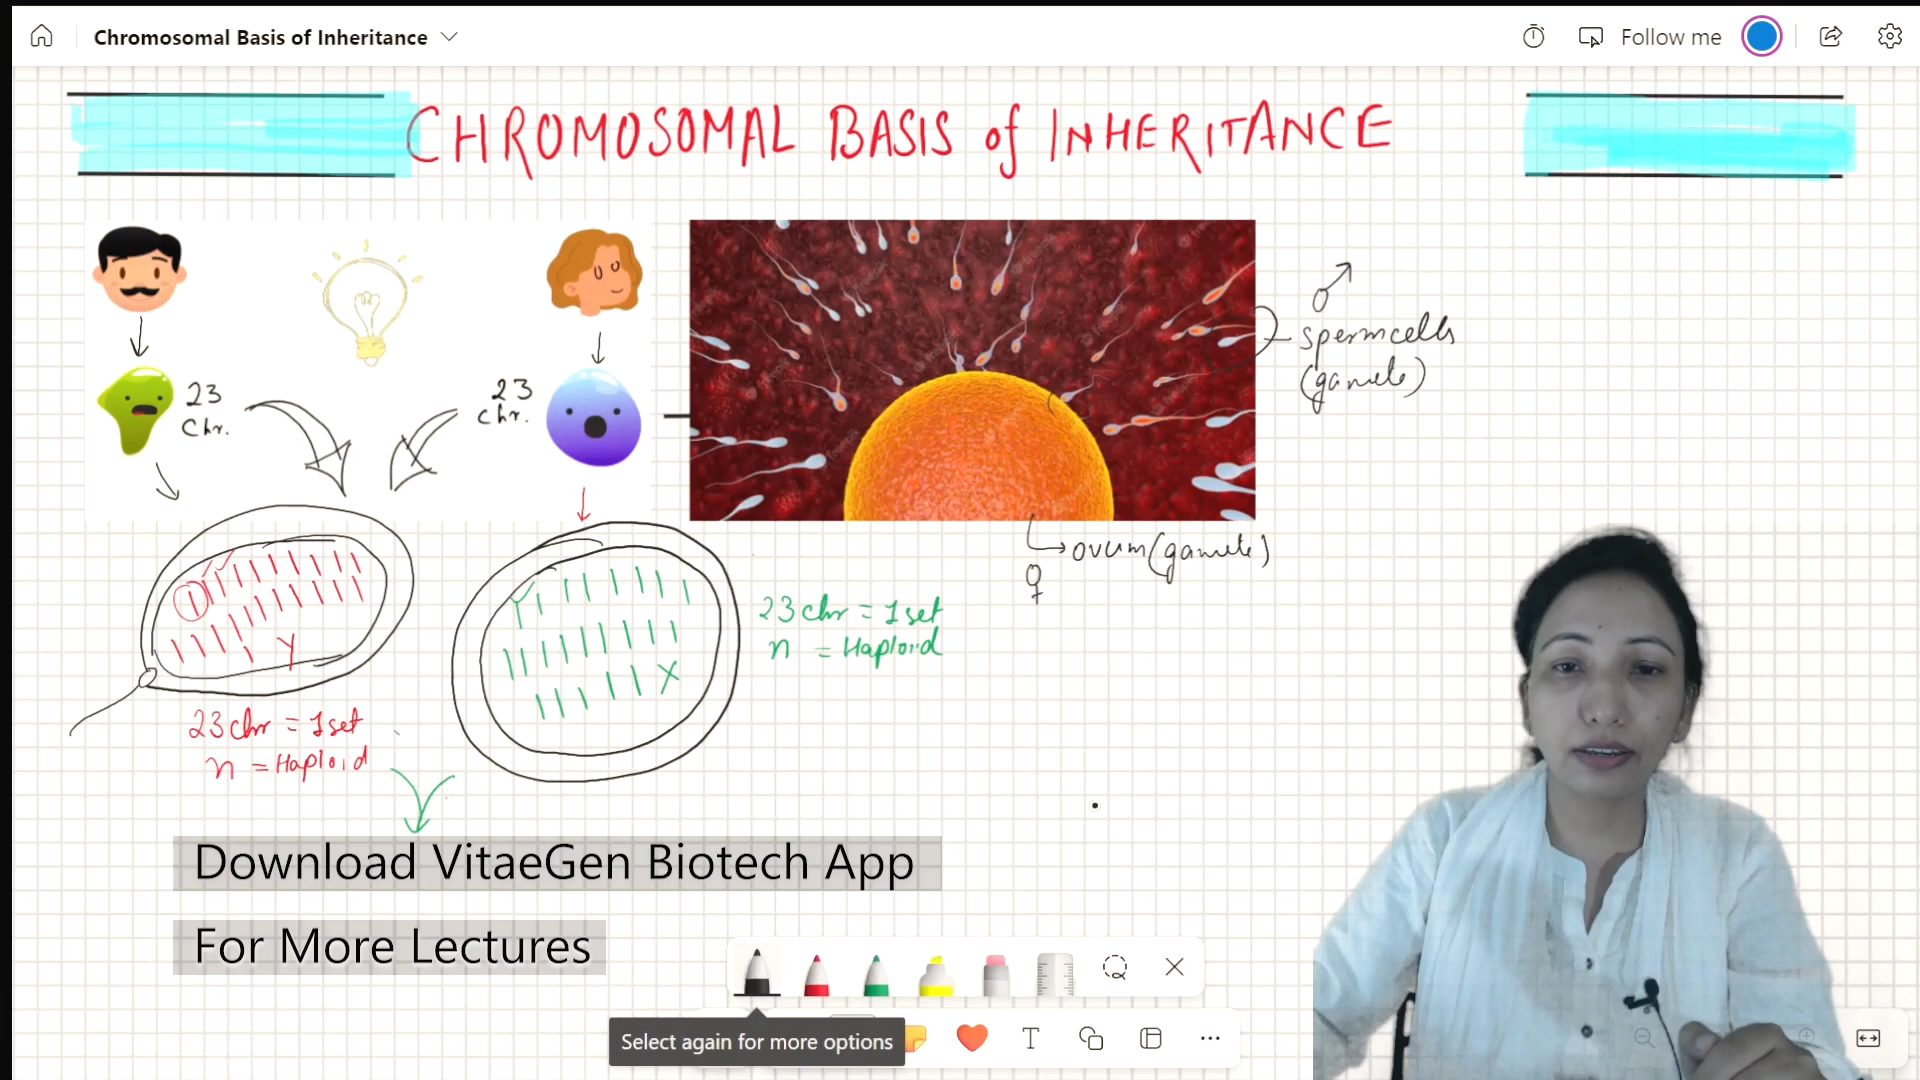 Chromosomal Basis of Inheritance
Follow me
CHROMOSOMAL BASIS of INHERITANCE
23
Chr.
23
Chr.
♂
spermcells
(gamete)
ovum (gamete)
♀
Y
X
23 chr = 1 set
n = Haploid
23 chr = 1 set
n = Haploid
Download VitaeGen Biotech App
For More Lectures
Select again for more options
T